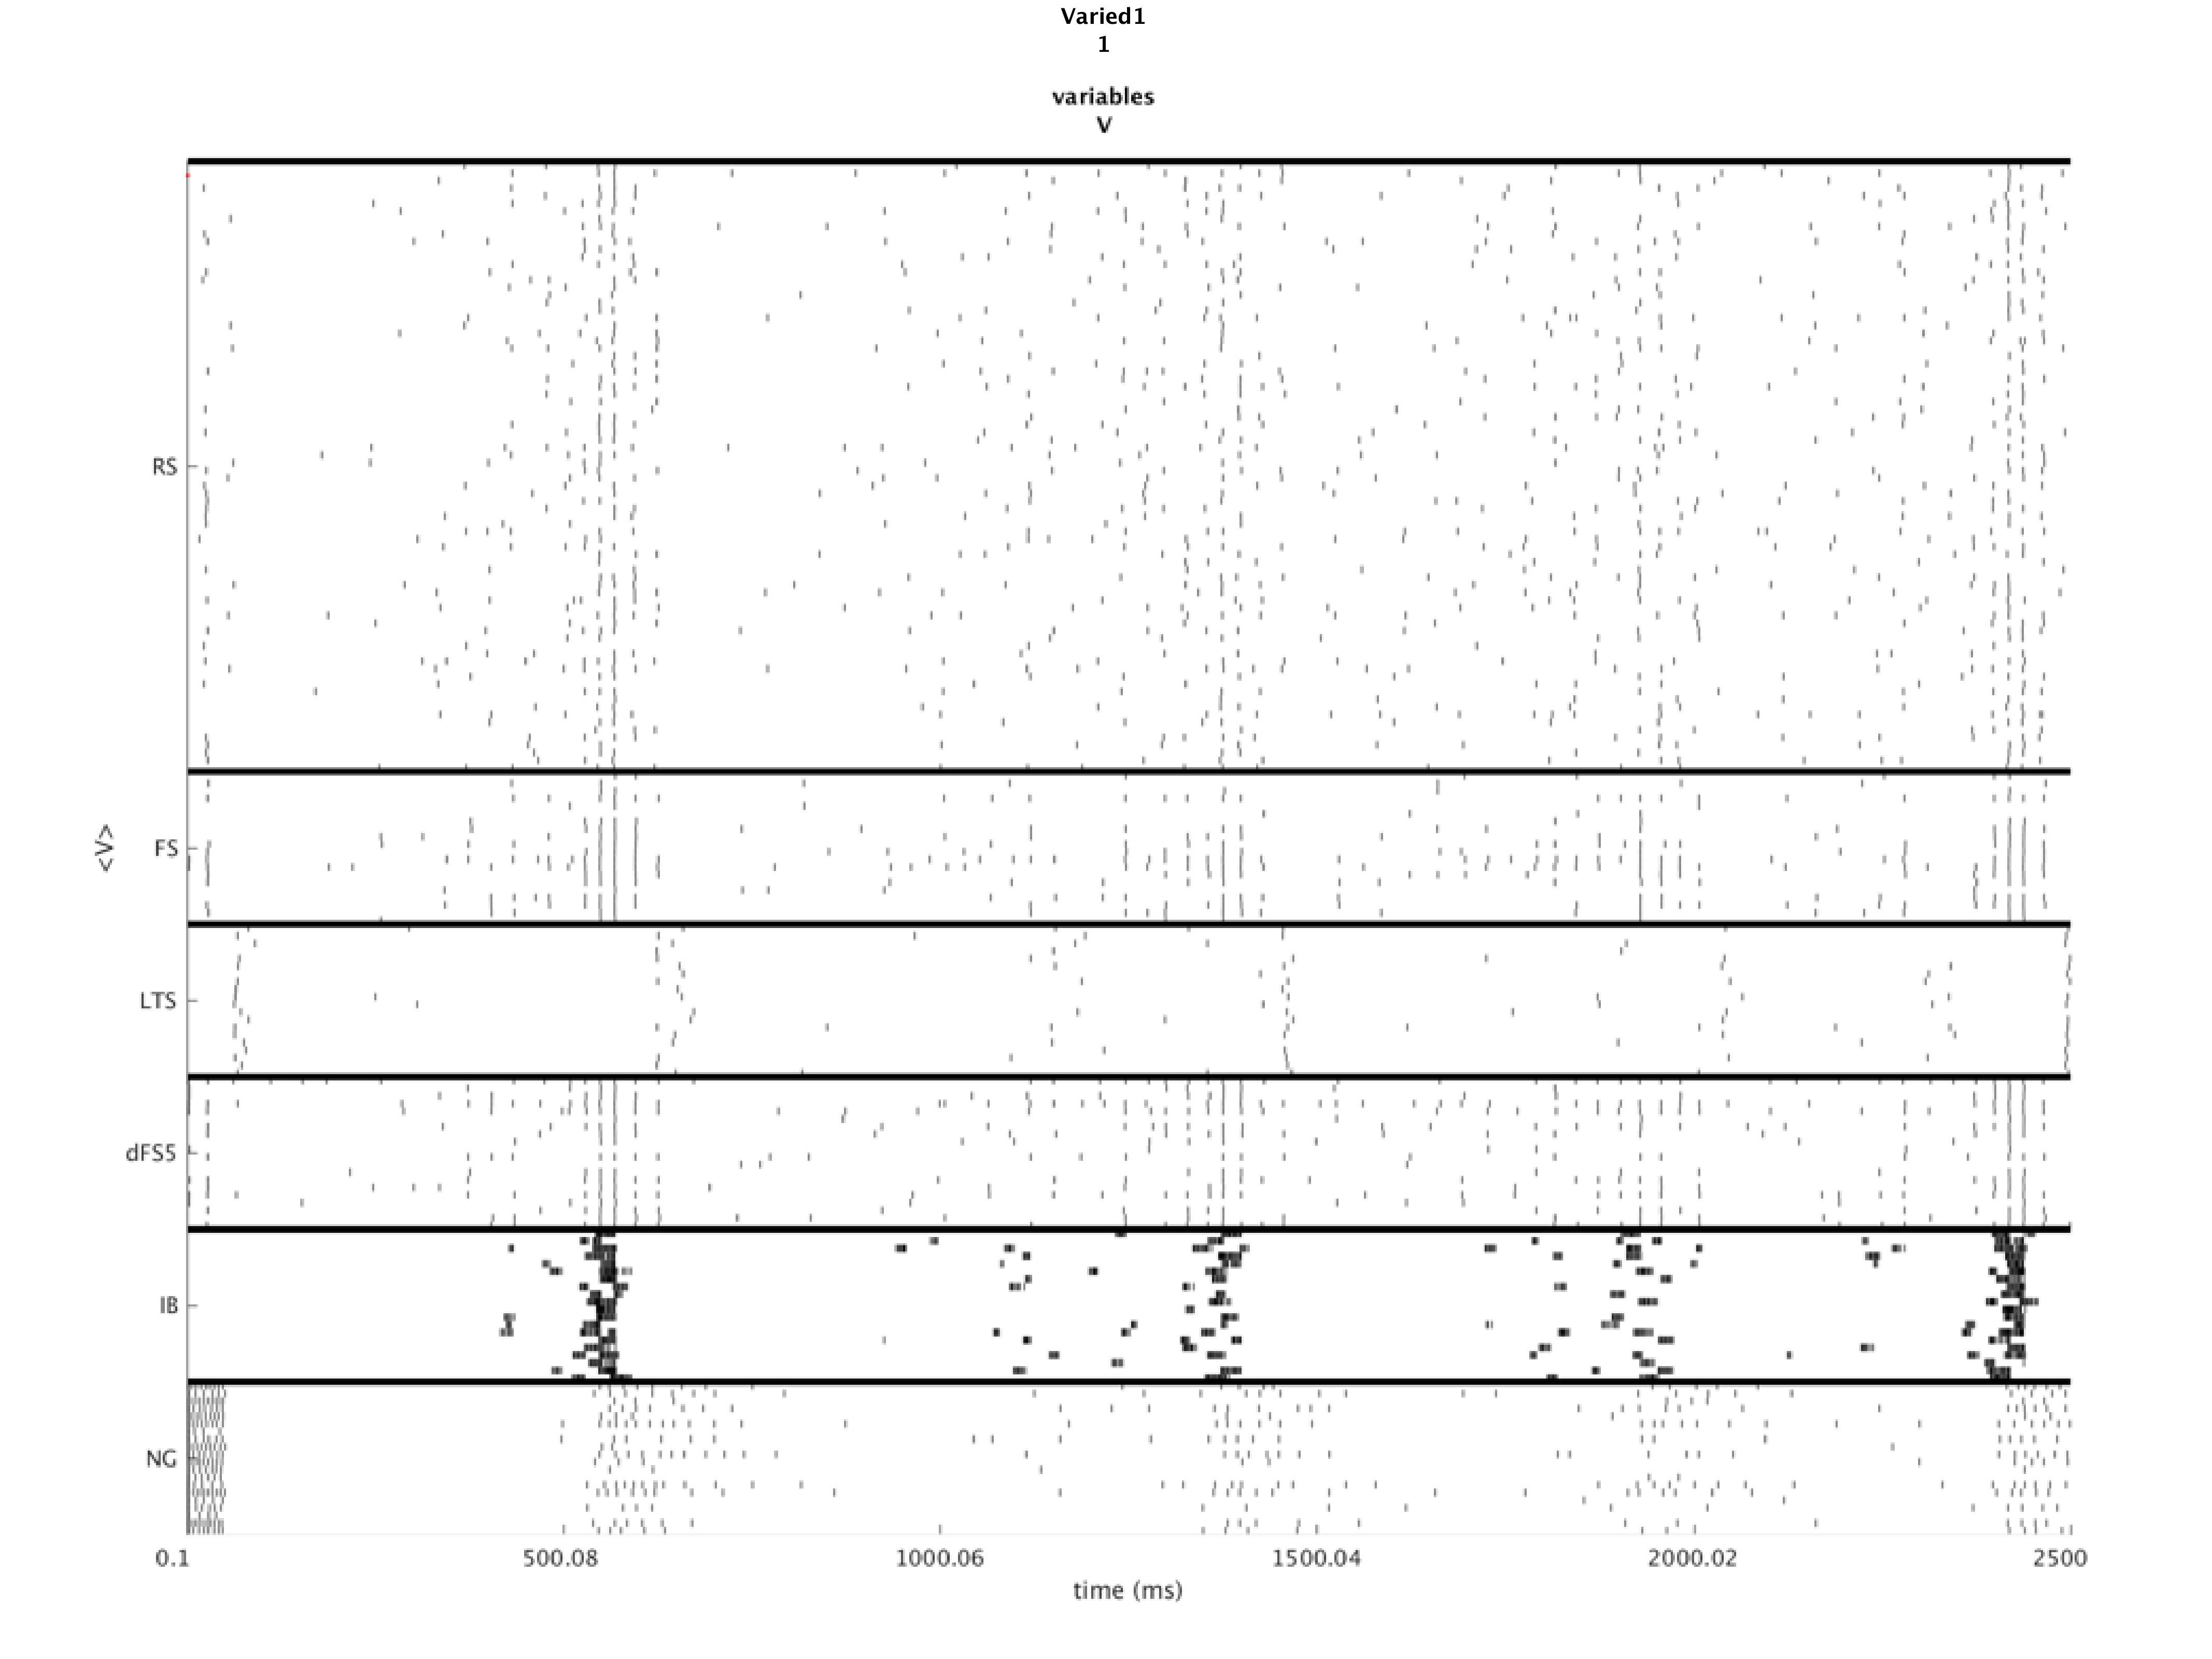 Varied1
1
variables
V
RS
FS
<V>
LTS
dFS5
IB
NG
0.1 500.08 1000.06 1500.04 2000.02 2500
time (ms)